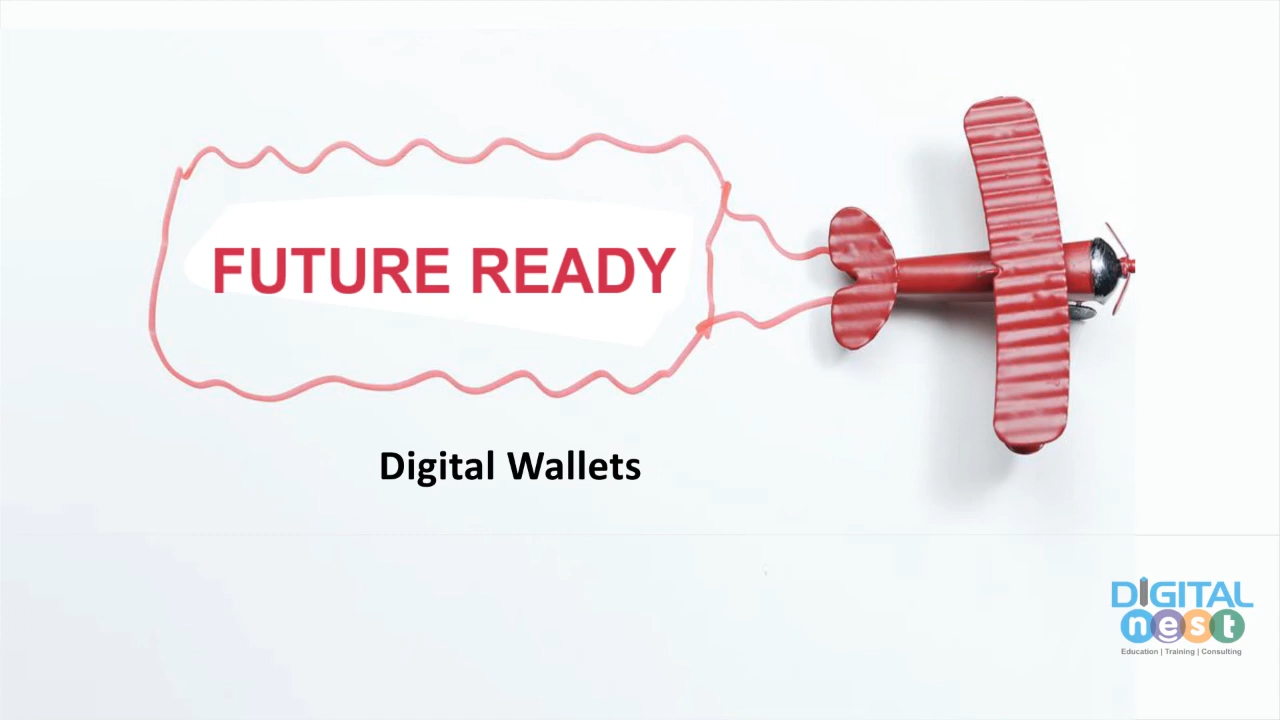 FUTURE READY
Digital Wallets
DIGITAL
nest
Education | Training | Consulting